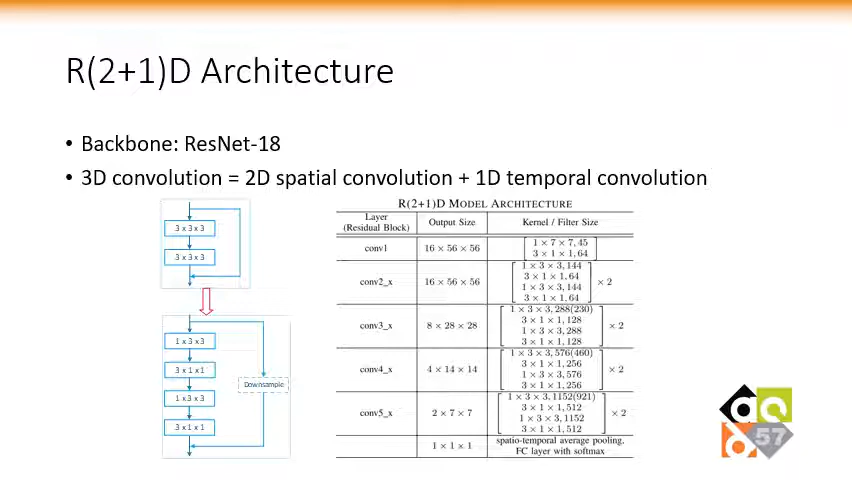 R(2+1)D Architecture
• Backbone: ResNet-18
• 3D convolution = 2D spatial convolution + 1D temporal convolution
3 x 3 x 3
3 x 3 x 3
1 x 3 x 3
3 x 1 x 1
1 x 3 x 3
3 x 1 x 1
Downsample
R(2+1)D MODEL ARCHITECTURE
Layer (Residual Block) Output Size Kernel / Filter Size
conv1 16 × 56 × 56
1 × 7 × 7, 45
3 × 1 × 1, 64
conv2_x 16 × 56 × 56
1 × 3 × 3, 144
3 × 1 × 1, 64
1 × 3 × 3, 144
3 × 1 × 1, 64
× 2
conv3_x 8 × 28 × 28
1 × 3 × 3, 288(230)
3 × 1 × 1, 128
1 × 3 × 3, 288
3 × 1 × 1, 128
× 2
conv4_x 4 × 14 × 14
1 × 3 × 3, 576(460)
3 × 1 × 1, 256
1 × 3 × 3, 576
3 × 1 × 1, 256
× 2
conv5_x 2 × 7 × 7
1 × 3 × 3, 1152(921)
3 × 1 × 1, 512
1 × 3 × 3, 1152
3 × 1 × 1, 512
× 2
1 × 1 × 1
spatio-temporal average pooling,
FC layer with softmax
57